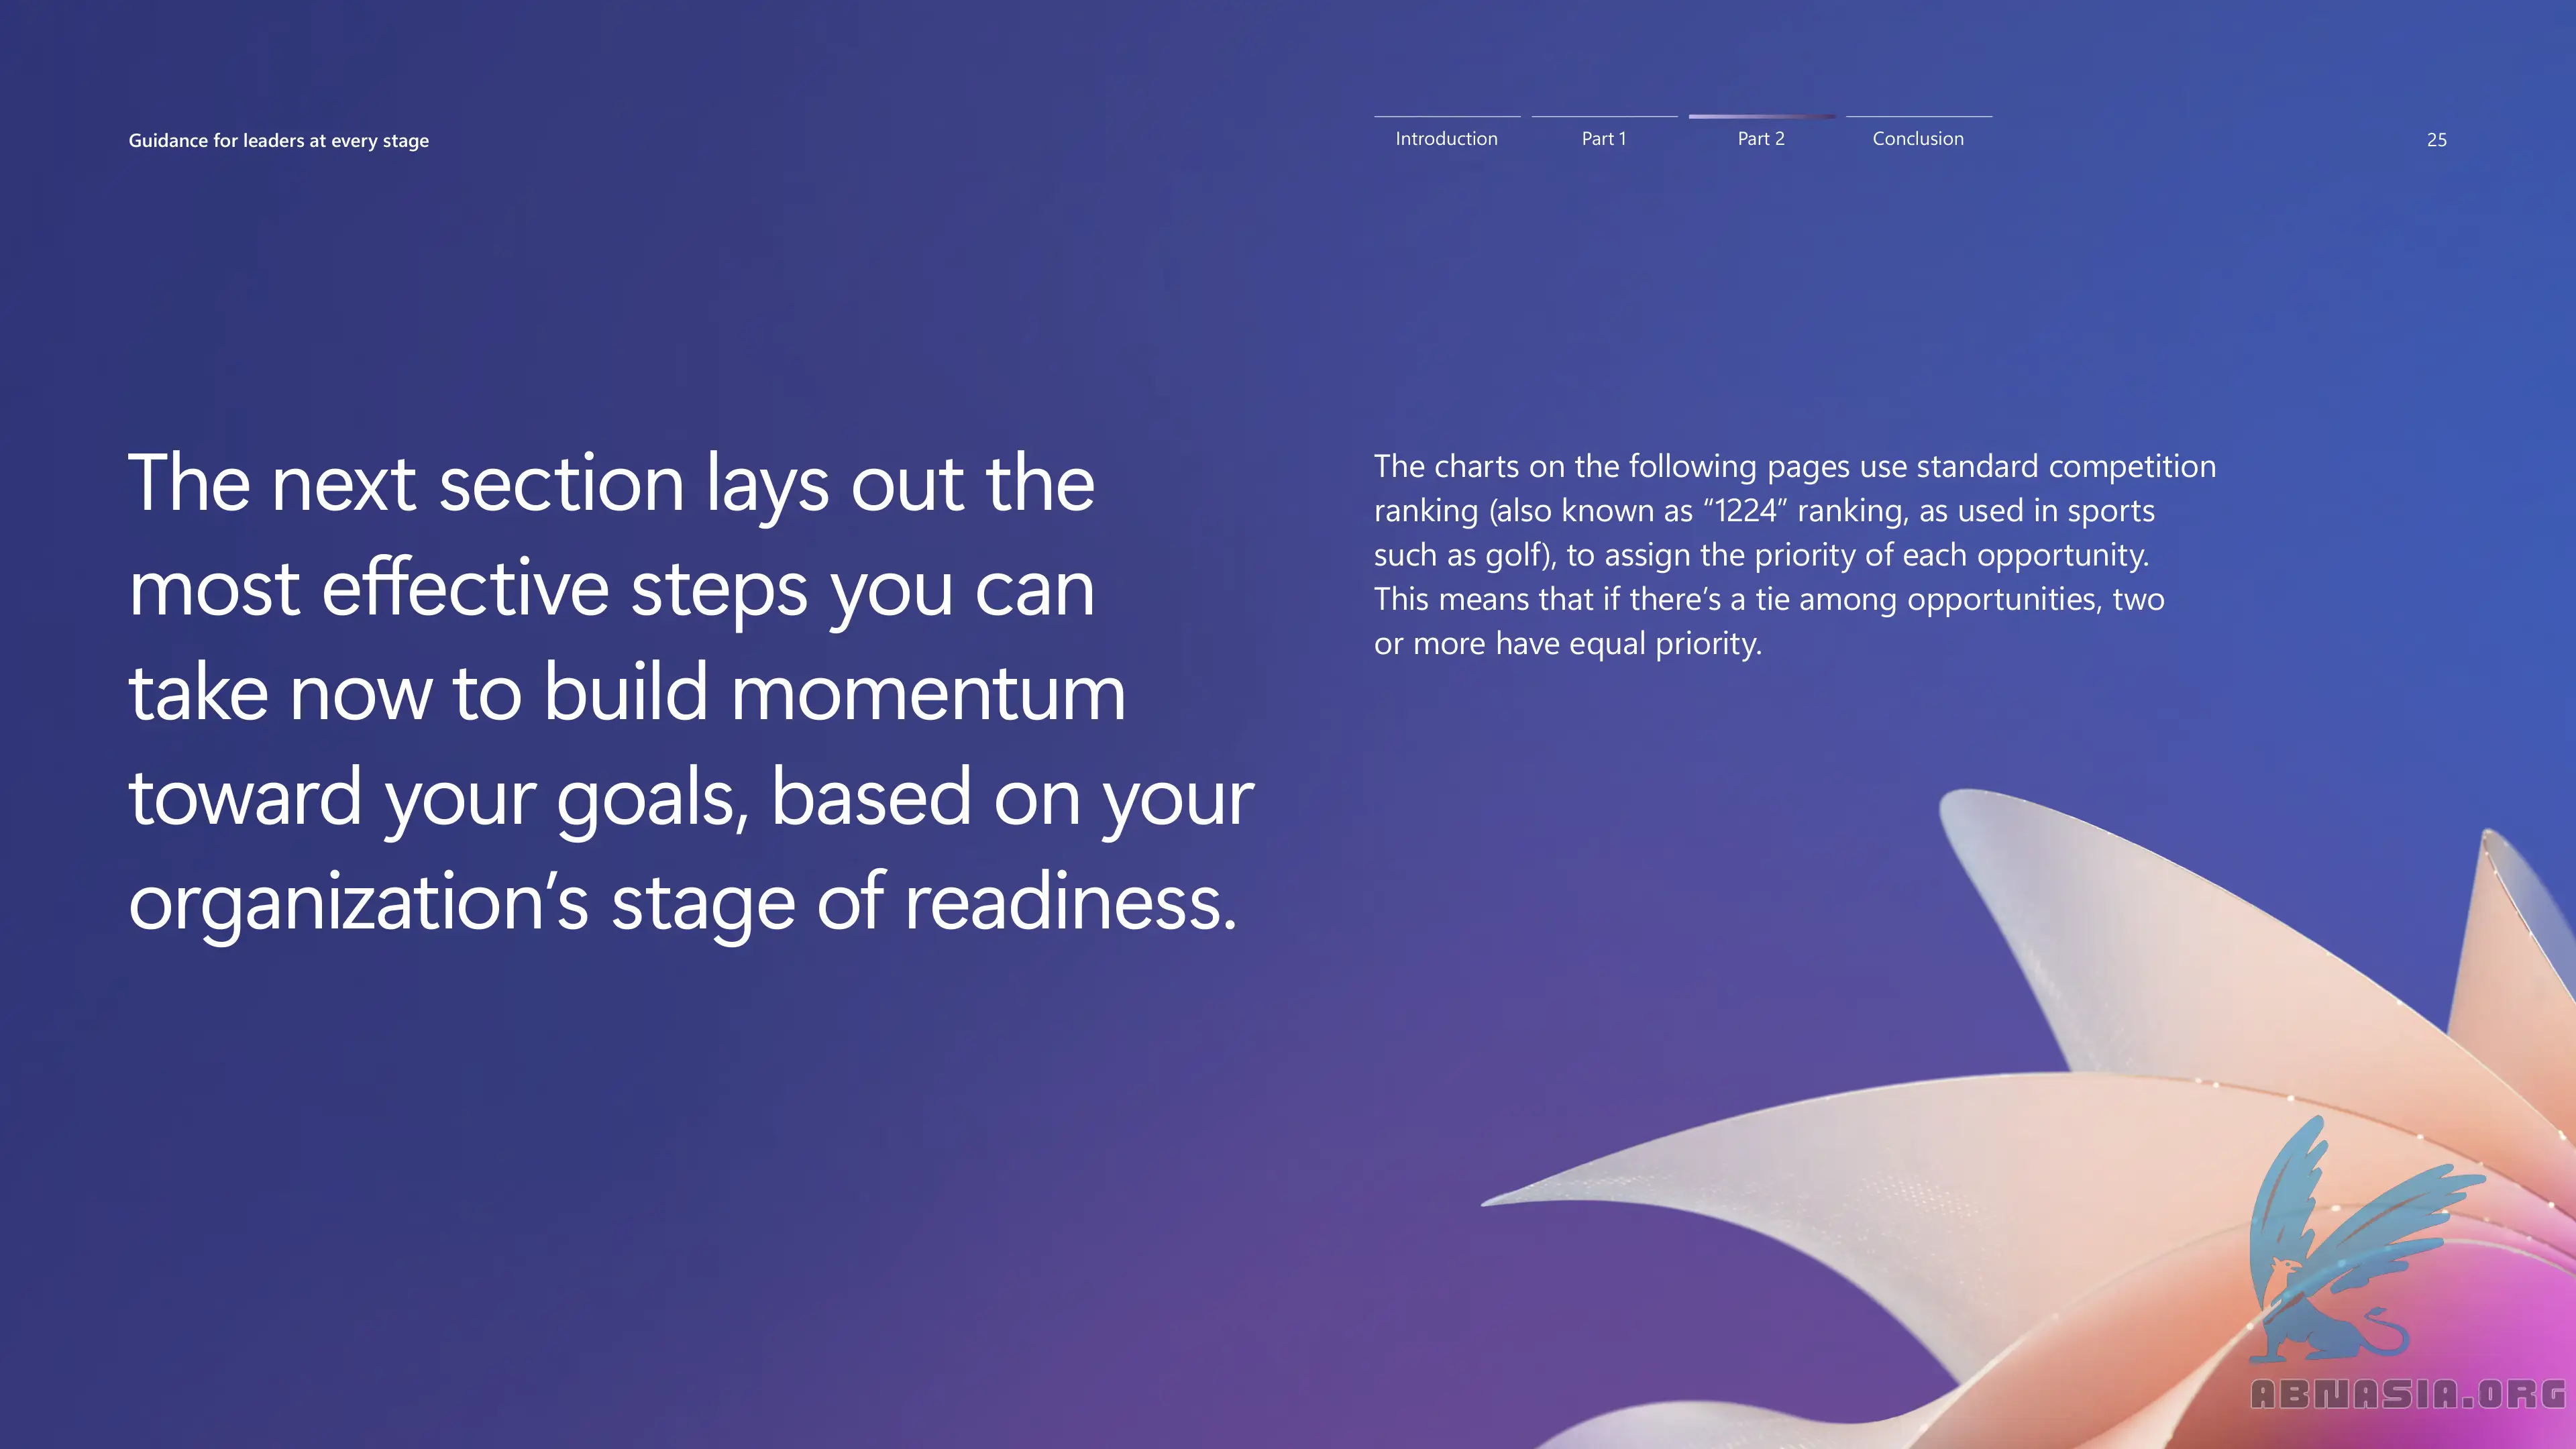 Guidance for leaders at every stage
Introduction
Part 1
Part 2
Conclusion
25
The next section lays out the
most effective steps you can
take now to build momentum
toward your goals, based on your
organization’s stage of readiness.
The charts on the following pages use standard competition
ranking (also known as “1224” ranking, as used in sports
such as golf), to assign the priority of each opportunity.
This means that if there’s a tie among opportunities, two
or more have equal priority.
ABNASIA.ORG